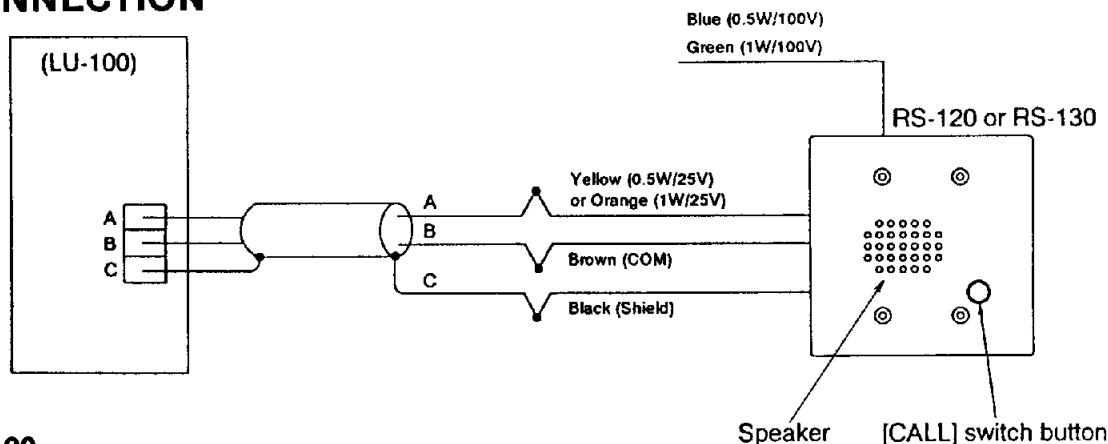 Blue (0.5W/100V)
Green (1W/100V)
(LU-100)
RS-120 or RS-130
Yellow (0.5W/25V)
or Orange (1W/25V)
A
A
B
B
Brown (COM)
C
C
Black (Shield)
Speaker
[CALL] switch button